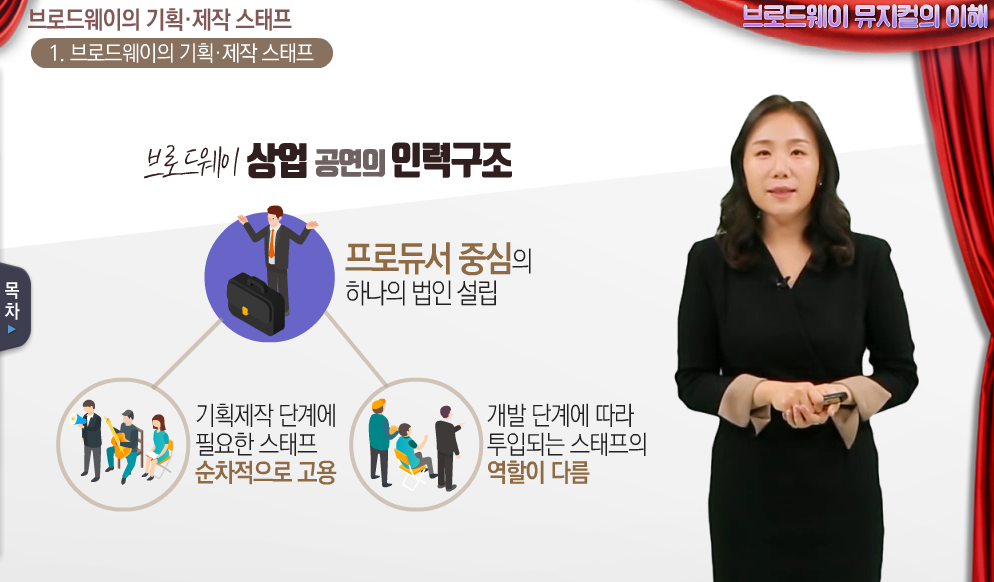 브로드웨이의 기획·제작 스태프
브로드웨이 뮤지컬의 이해
1. 브로드웨이의 기획·제작 스태프
브로드웨이 상업 공연의 인력구조
프로듀서 중심의
하나의 법인 설립
목
차
기획제작 단계에
필요한 스태프
순차적으로 고용
개발 단계에 따라
투입되는 스태프의
역할이 다름